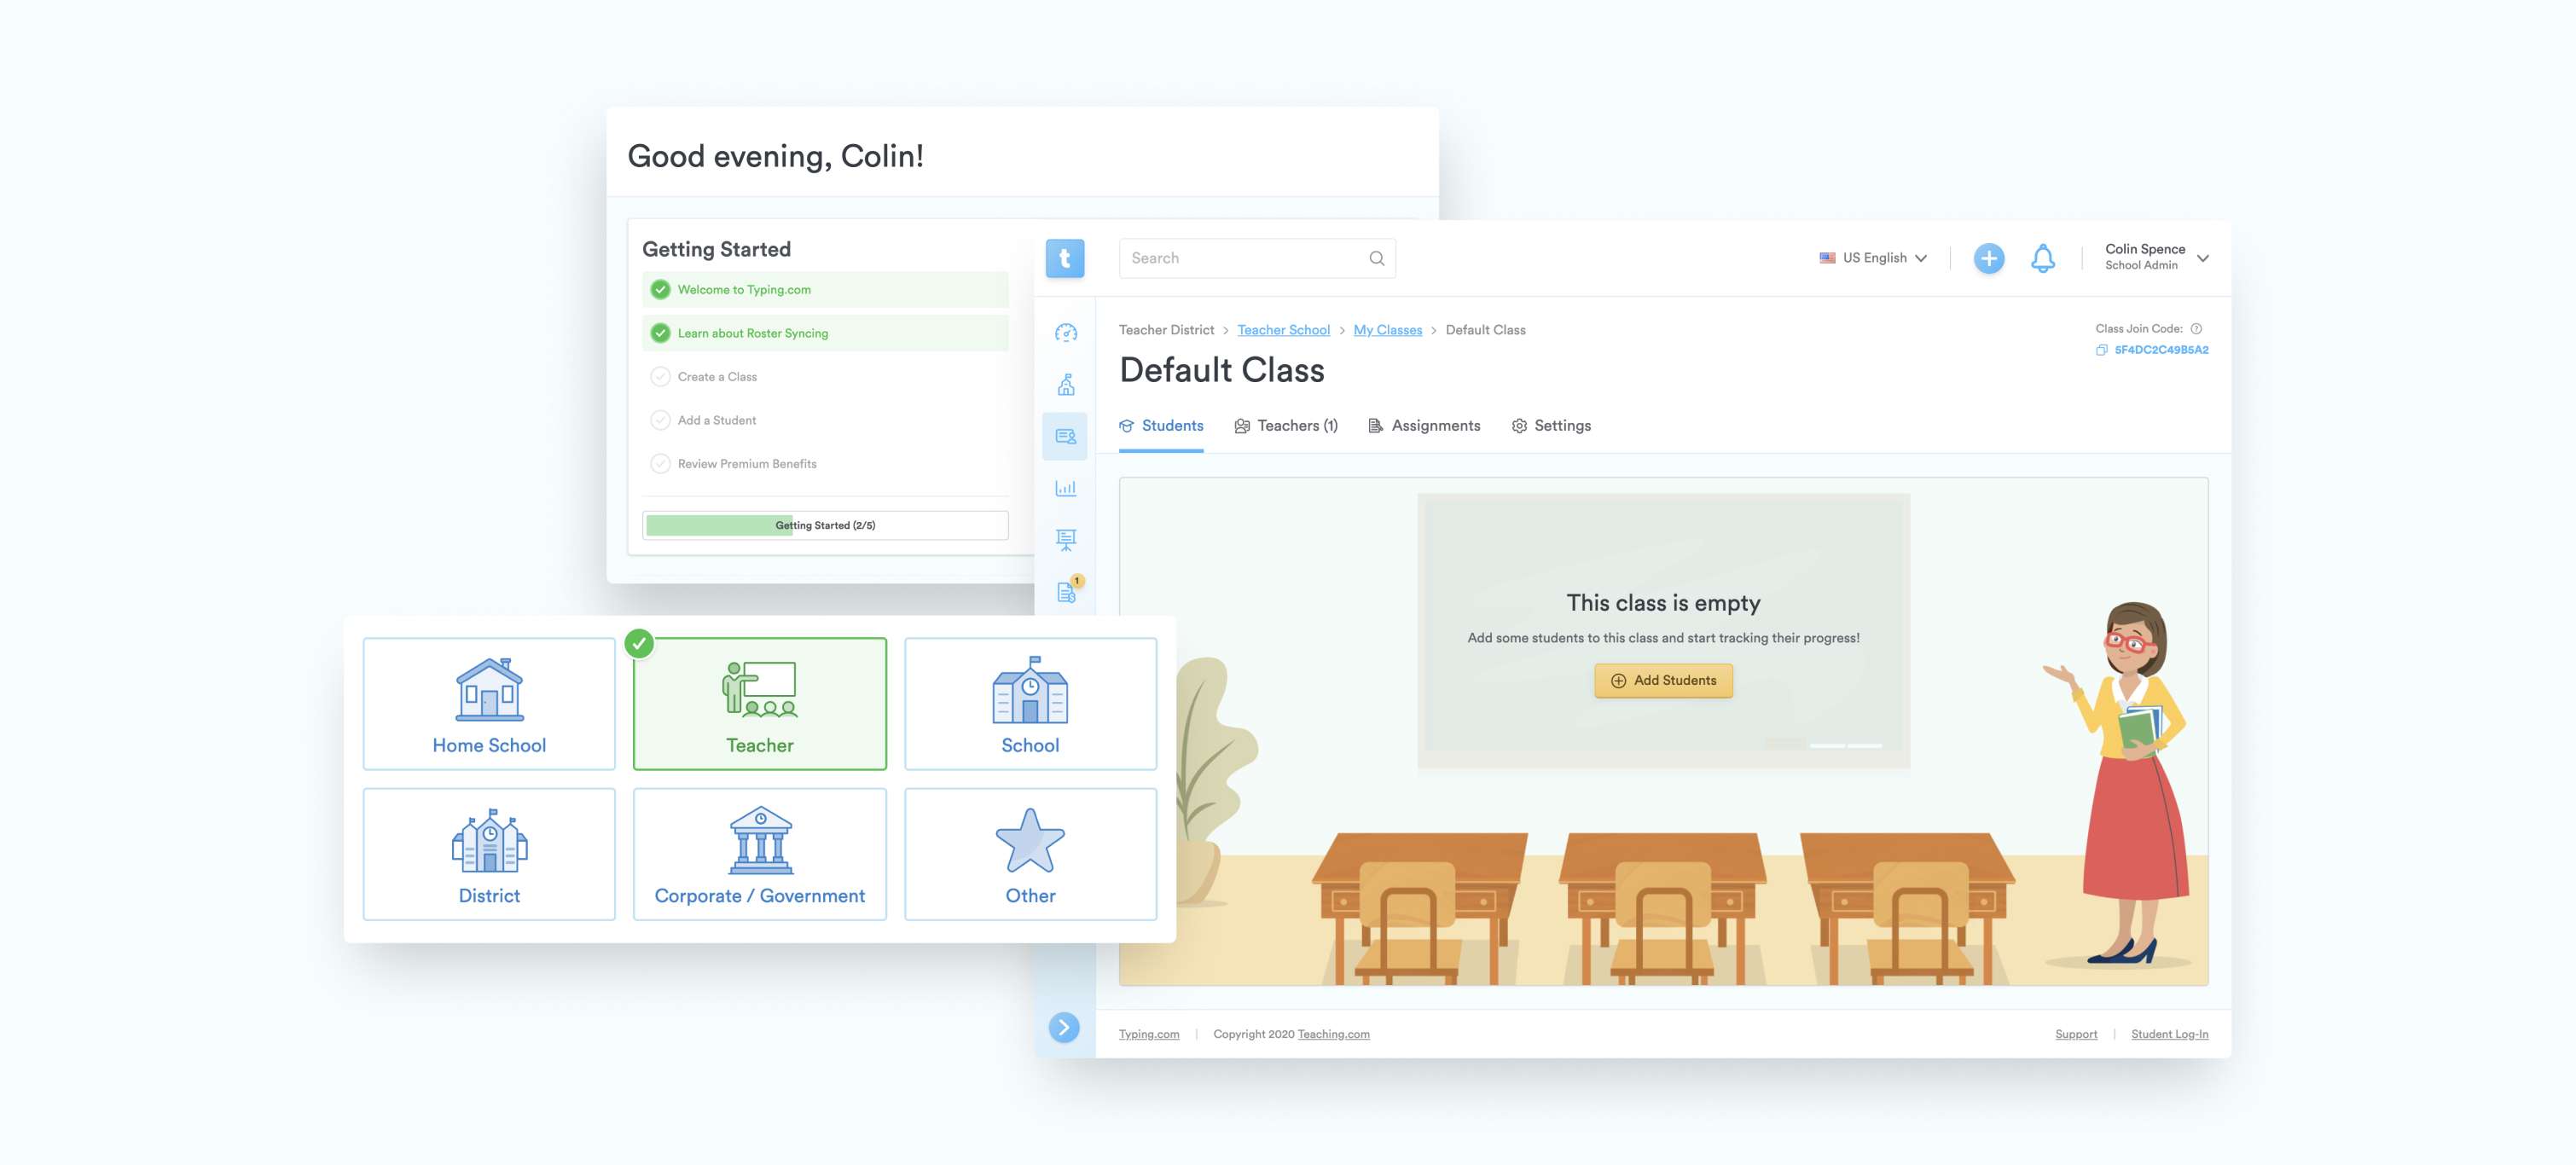 Good evening, Colin!
Getting Started
Welcome to Typing.com
Learn about Roster Syncing
Create a Class
Add a Student
Review Premium Benefits
Getting Started (2/5)
t
Search
US English
Colin Spence
School Admin
Teacher District > Teacher School > My Classes > Default Class
Class Join Code:
5F4DC2C49B5A2
Default Class
Students
Teachers (1)
Assignments
Settings
1
This class is empty
Add some students to this class and start tracking their progress!
Add Students
Home School
Teacher
School
District
Corporate / Government
Other
Typing.com | Copyright 2020 Teaching.com
Support | Student Log-In